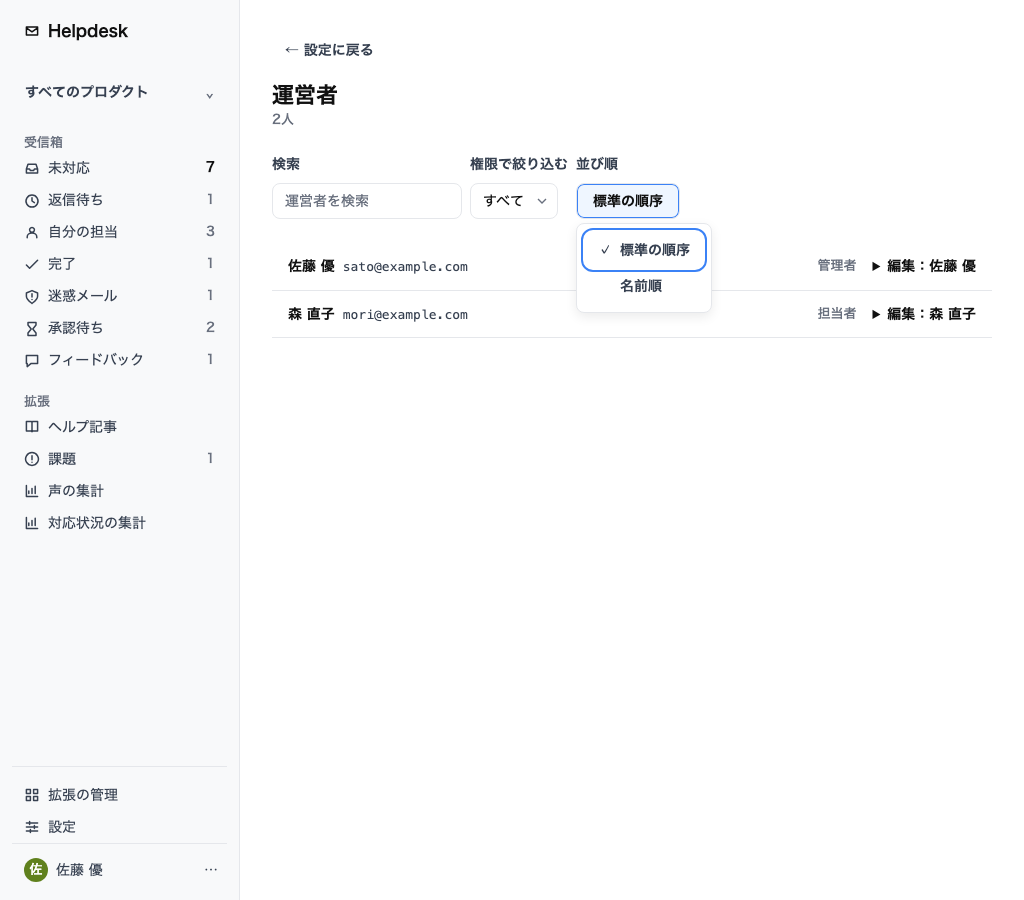 Helpdesk
すべてのプロダクト
受信箱
未対応 7
返信待ち 1
自分の担当 3
完了 1
迷惑メール 1
承認待ち 2
フィードバック 1
拡張
ヘルプ記事
課題 1
声の集計
対応状況の集計
拡張の管理
設定
佐 佐藤 優 …
← 設定に戻る
運営者
2人
検索 権限で絞り込む 並び順
運営者を検索 すべて 標準の順序
✓ 標準の順序
名前順
佐藤 優 sato@example.com 管理者 ▶ 編集：佐藤 優
森 直子 mori@example.com 担当者 ▶ 編集：森 直子